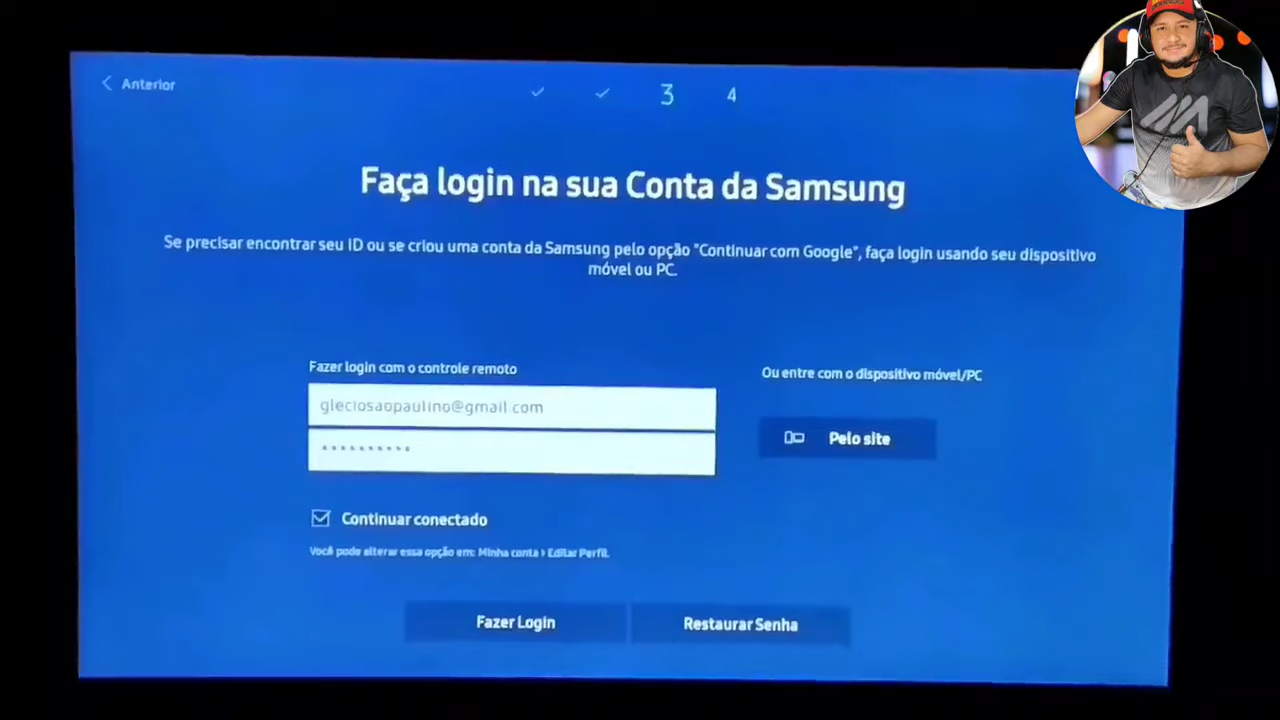 Anterior
3
4
Faça login na sua Conta da Samsung
Se precisar encontrar seu ID ou se criou uma conta da Samsung pelo opção "Continuar com Google", faça login usando seu dispositivo
móvel ou PC.
Fazer login com o controle remoto
Ou entre com o dispositivo móvel/PC
gleciosaopaulino@gmail.com
**********
Pelo site
Continuar conectado
Você pode alterar essa opção em: Minha conta > Editar Perfil.
Fazer Login
Restaurar Senha